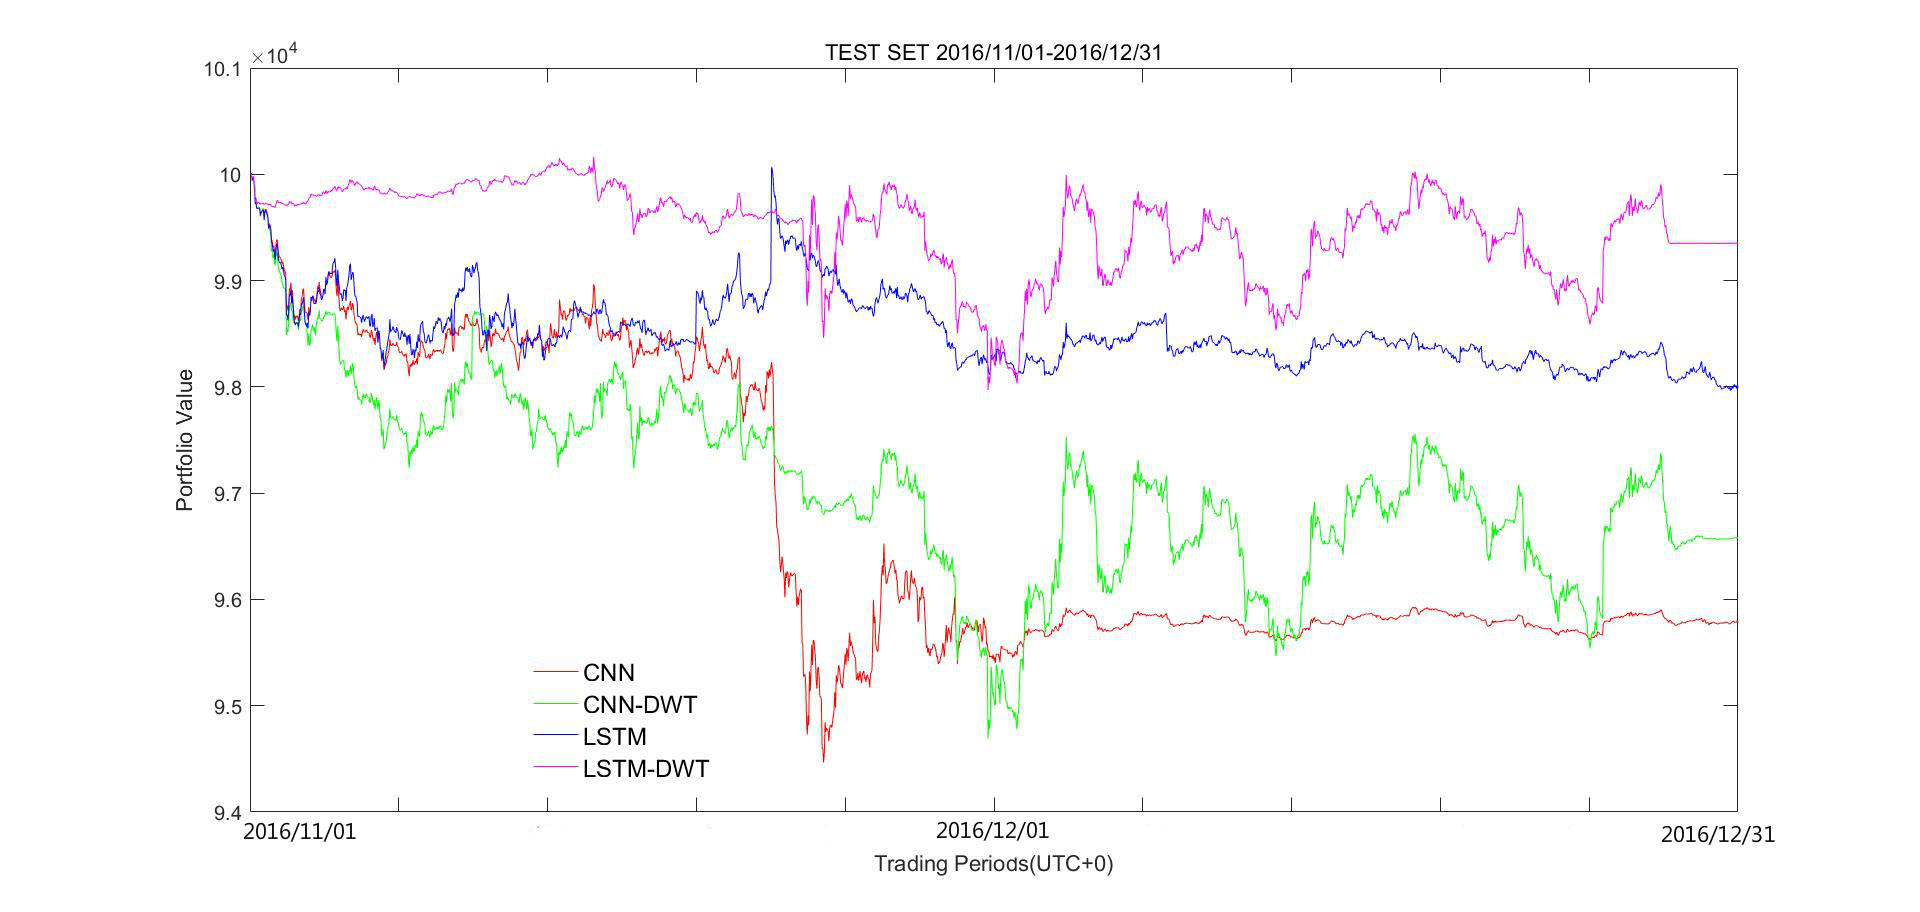 TEST SET 2016/11/01-2016/12/31
×10⁴
10.1
10
9.9
9.8
9.7
9.6
9.5
9.4
Portfolio Value
CNN
CNN-DWT
LSTM
LSTM-DWT
2016/11/01 2016/12/01 2016/12/31
Trading Periods(UTC+0)